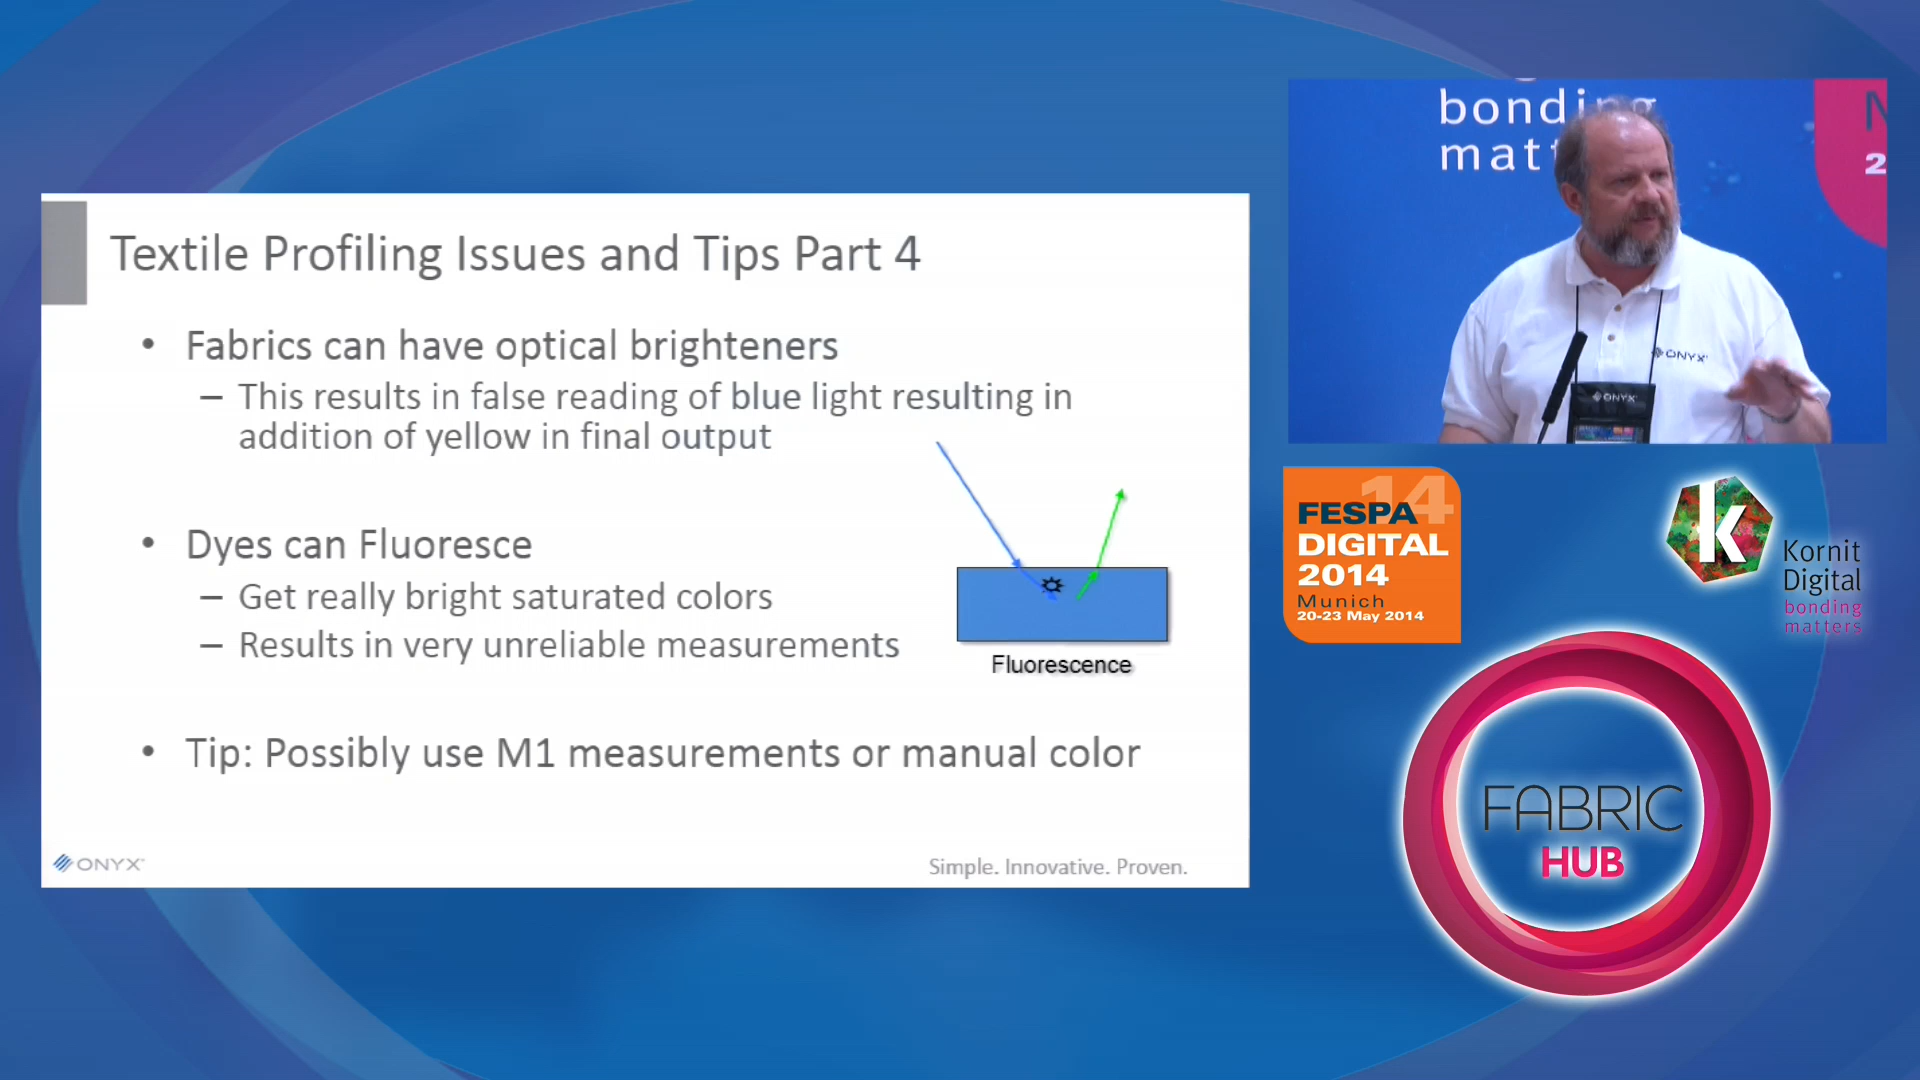 Textile Profiling Issues and Tips Part 4
• Fabrics can have optical brighteners
– This results in false reading of blue light resulting in
addition of yellow in final output
• Dyes can Fluoresce
– Get really bright saturated colors
– Results in very unreliable measurements
Fluorescence
• Tip: Possibly use M1 measurements or manual color
ONYX
Simple. Innovative. Proven.
bonding
matt
2
ONYX
ONYX
14
FESPA
DIGITAL
2014
Munich
20-23 May 2014
k
Kornit
Digital
bonding
matters
FABRIC
HUB